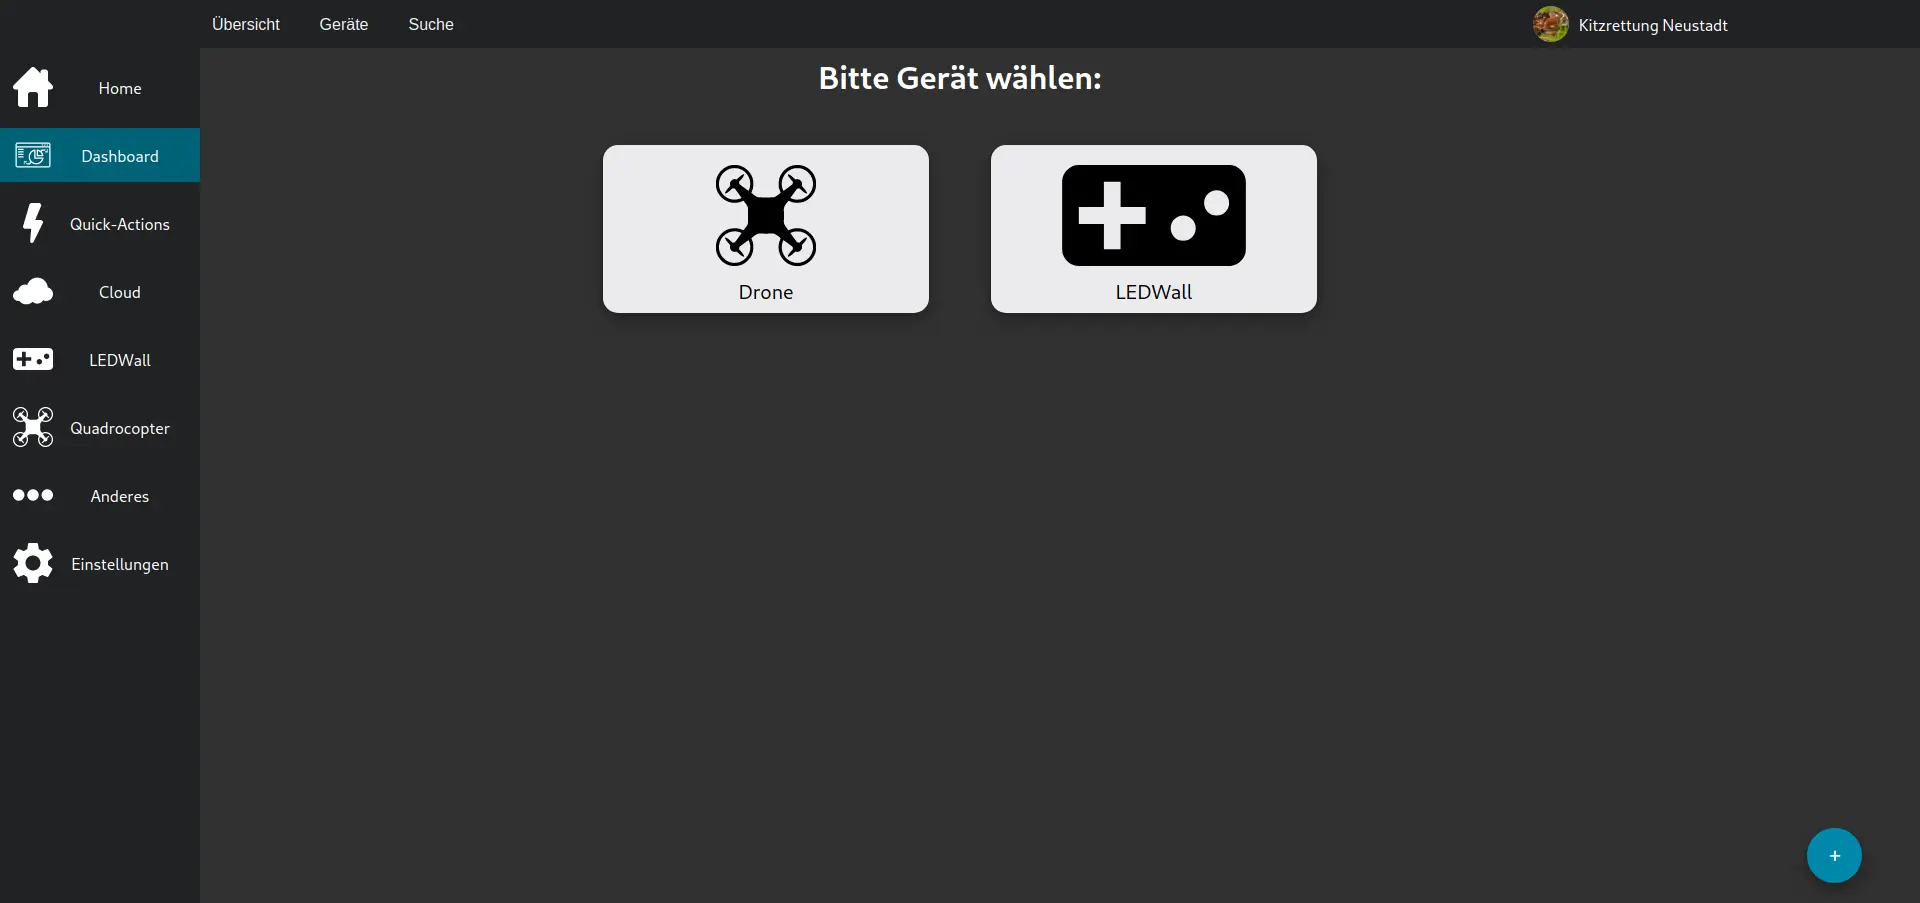 Übersicht
Geräte
Suche
Kitzrettung Neustadt
Home
Dashboard
Quick-Actions
Cloud
LEDWall
Quadrocopter
Anderes
Einstellungen
Bitte Gerät wählen:
Drone
LEDWall
+